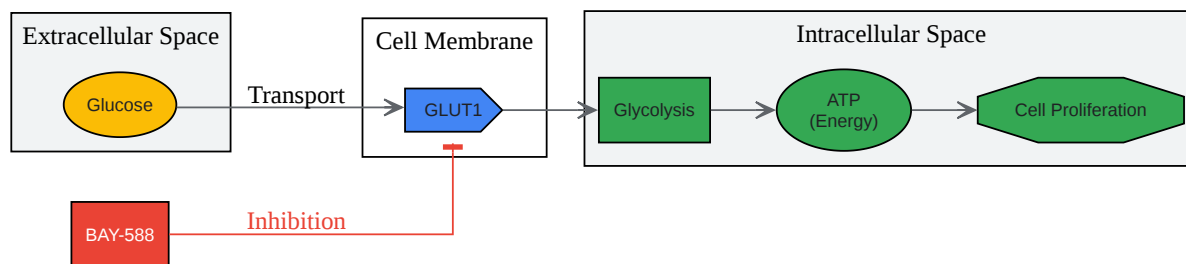 Extracellular Space
Cell Membrane
Intracellular Space
Glucose
Transport
GLUT1
Glycolysis
ATP
(Energy)
Cell Proliferation
BAY-588
Inhibition